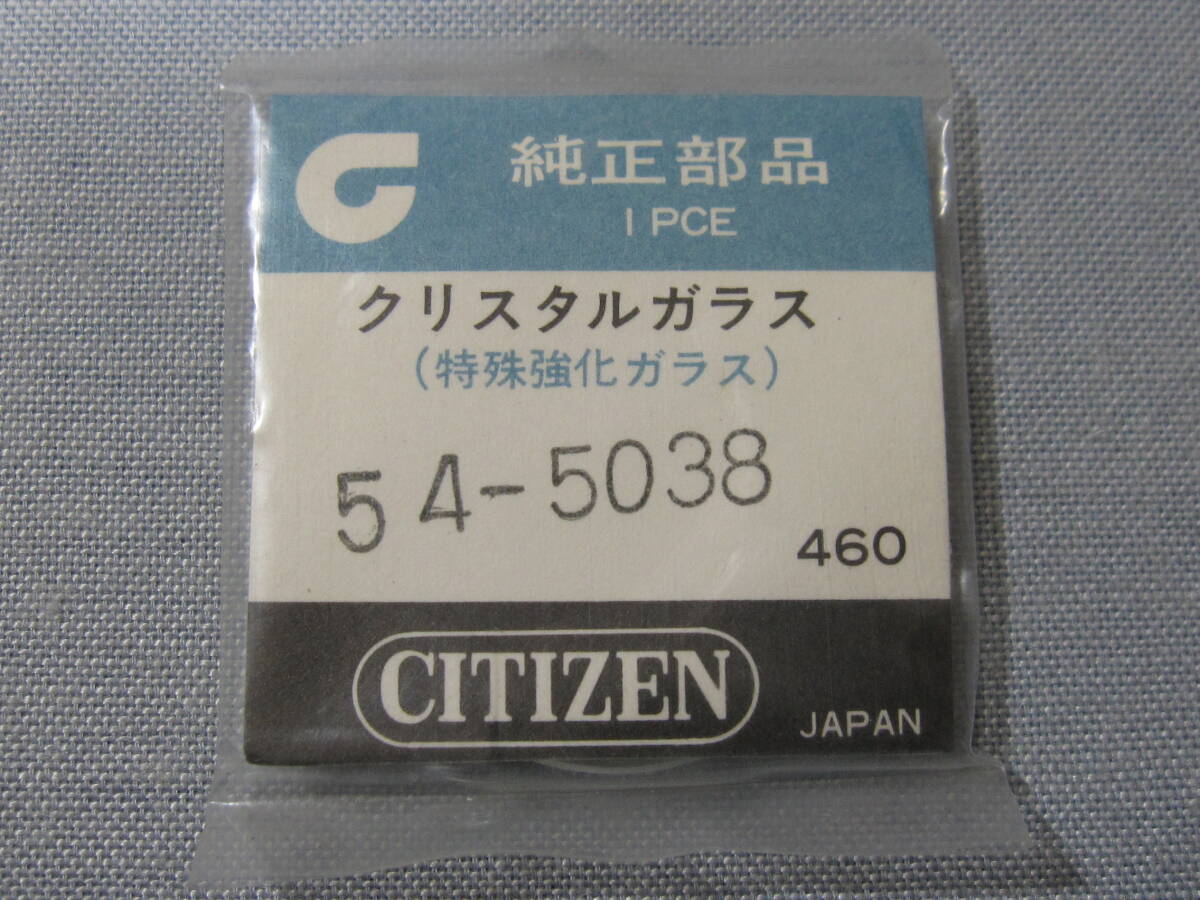 純正部品
1 PCE
クリスタルガラス
(特殊強化ガラス)
54-5038
460
CITIZEN
JAPAN